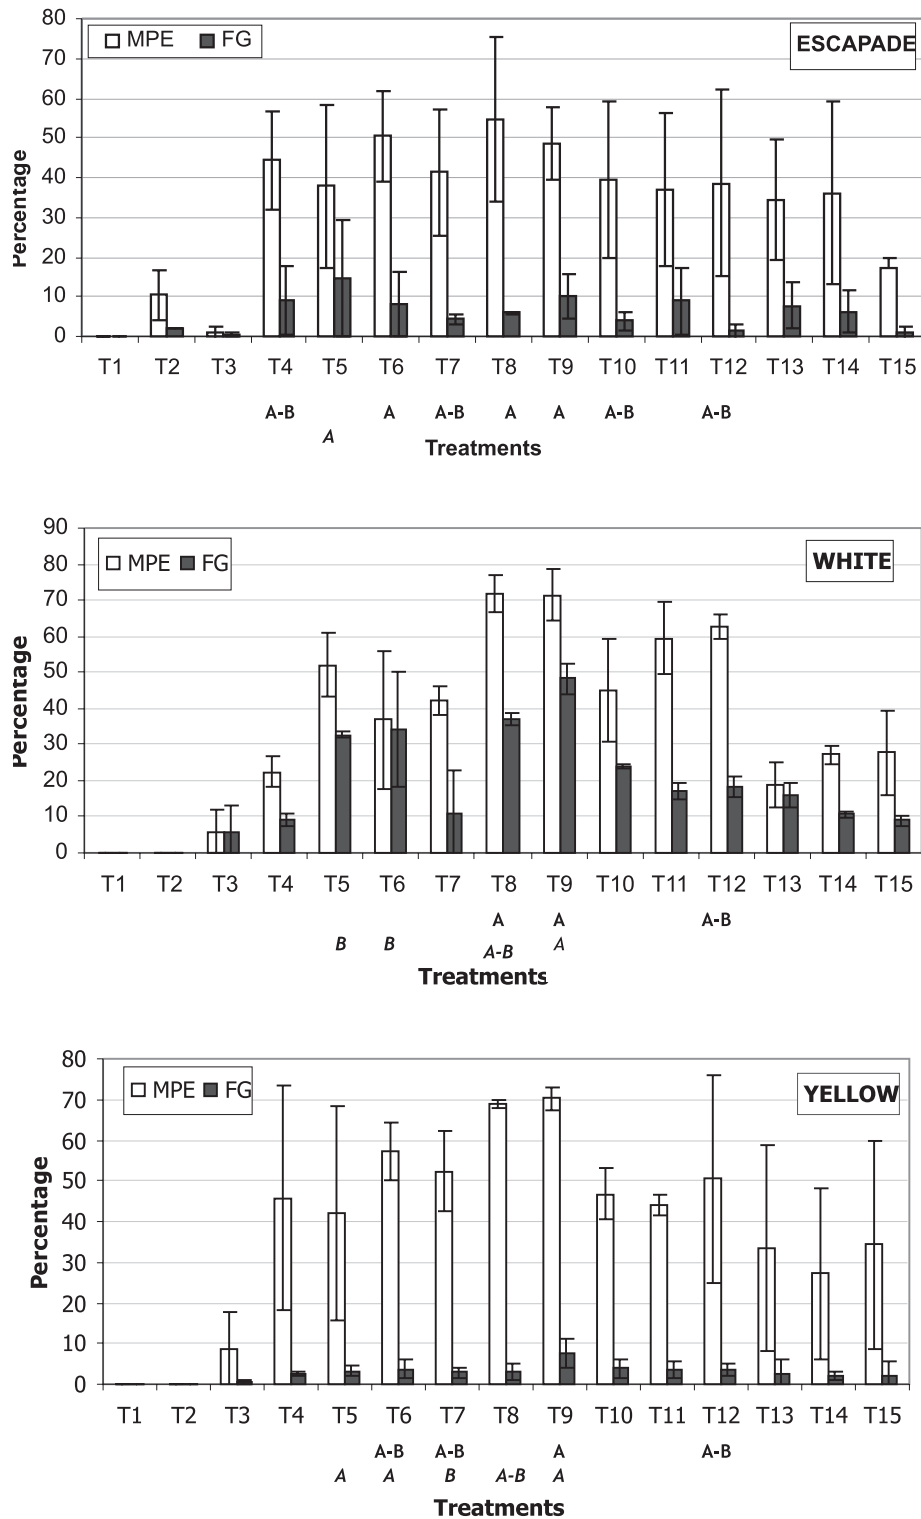 80
MPE FG
ESCAPADE
70
60
50
40
30
20
10
0
Percentage
T1 T2 T3 T4 T5 T6 T7 T8 T9 T10 T11 T12 T13 T14 T15
A-B A A-B A A A-B A-B
A
Treatments
90
MPE FG
WHITE
80
70
60
50
40
30
20
10
0
Percentage
T1 T2 T3 T4 T5 T6 T7 T8 T9 T10 T11 T12 T13 T14 T15
A A A-B
B B A-B A
Treatments
80
MPE FG
YELLOW
70
60
50
40
30
20
10
0
Percentage
T1 T2 T3 T4 T5 T6 T7 T8 T9 T10 T11 T12 T13 T14 T15
A-B A-B A A-B
A A B A-B A
Treatments